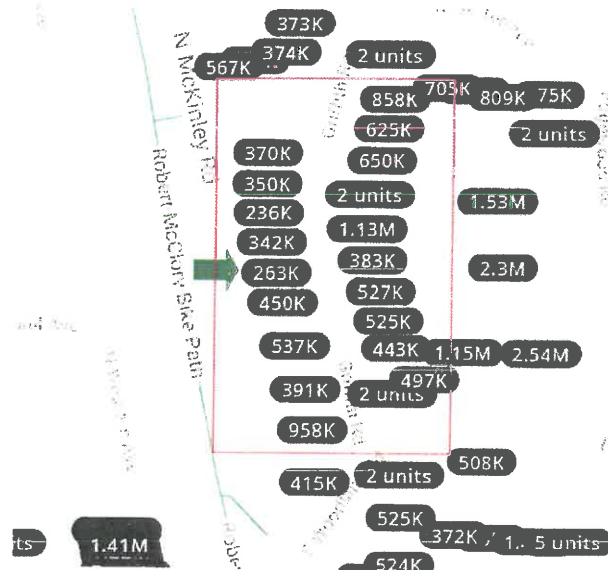 373K
374K
567K
2 units
705K
858K
809K
75K
N McKinley Rd
625K
2 units
370K
650K
Robert McClory Bike Path
350K
2 units
1.53M
236K
1.13M
342K
383K
2.3M
263K
527K
450K
525K
537K
443K
1.15M
2.54M
497K
391K
2 units
958K
508K
415K
2 units
525K
372K
5 units
1.41M
524K